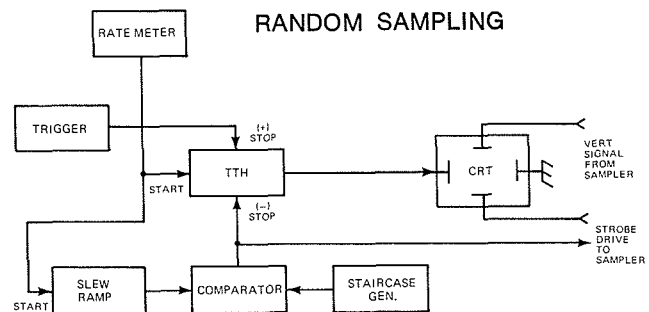 RANDOM SAMPLING
RATE METER
TRIGGER
(+)
STOP
START
TTH
CRT
VERT
SIGNAL
FROM
SAMPLER
(−)
STOP
STROBE
DRIVE
TO
SAMPLER
START
SLEW
RAMP
COMPARATOR
STAIRCASE
GEN.